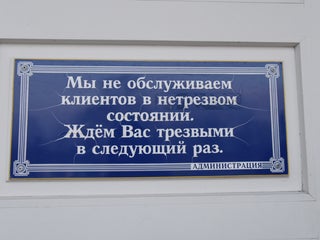 Мы не обслуживаем
клиентов в нетрезвом
состоянии.
Ждём Вас трезвыми
в следующий раз.
АДМИНИСТРАЦИЯ